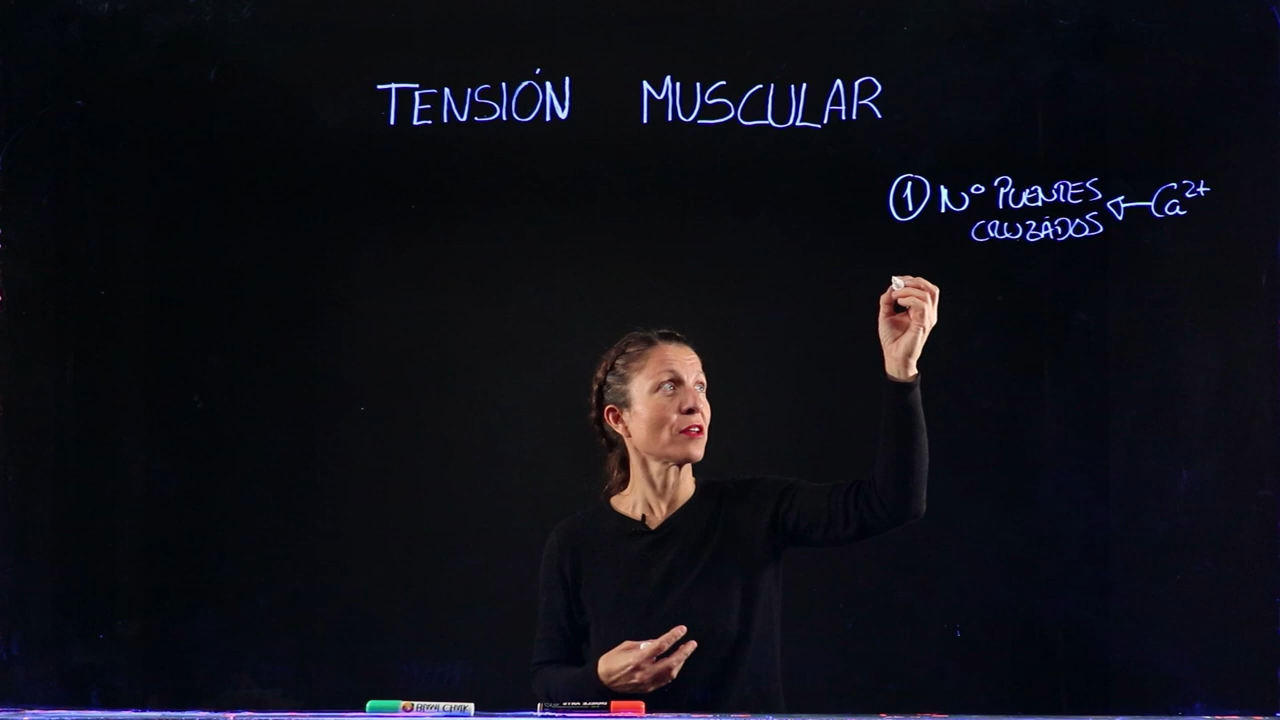 TENSIÓN MUSCULAR
① Nº PUENTES CRUZADOS ← Ca²⁺